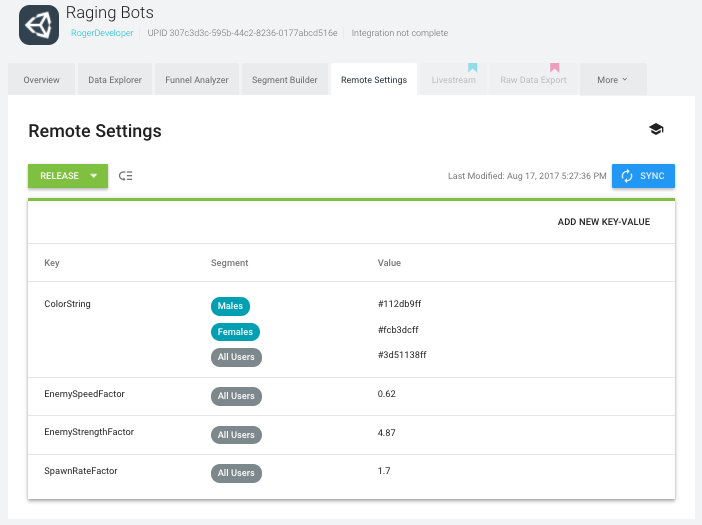 Raging Bots
RogerDeveloper UPID 307c3d3c-595b-44c2-8236-0177abcd516e Integration not complete
Overview Data Explorer Funnel Analyzer Segment Builder Remote Settings Livestream Raw Data Export More
Remote Settings
RELEASE Last Modified: Aug 17, 2017 5:27:36 PM SYNC
ADD NEW KEY-VALUE
Key Segment Value
ColorString Males #112db9ff
Females #fcb3dcff
All Users #3d51138ff
EnemySpeedFactor All Users 0.62
EnemyStrengthFactor All Users 4.87
SpawnRateFactor All Users 1.7